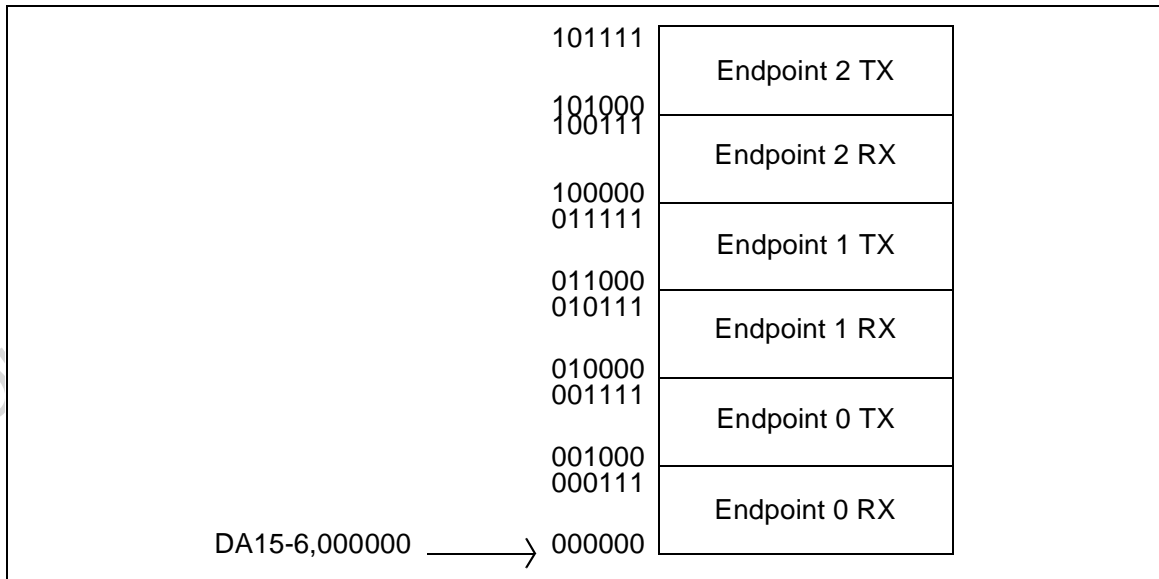 101111
Endpoint 2 TX
101000
100111
Endpoint 2 RX
100000
011111
Endpoint 1 TX
011000
010111
Endpoint 1 RX
010000
001111
Endpoint 0 TX
001000
000111
Endpoint 0 RX
DA15-6,000000 000000